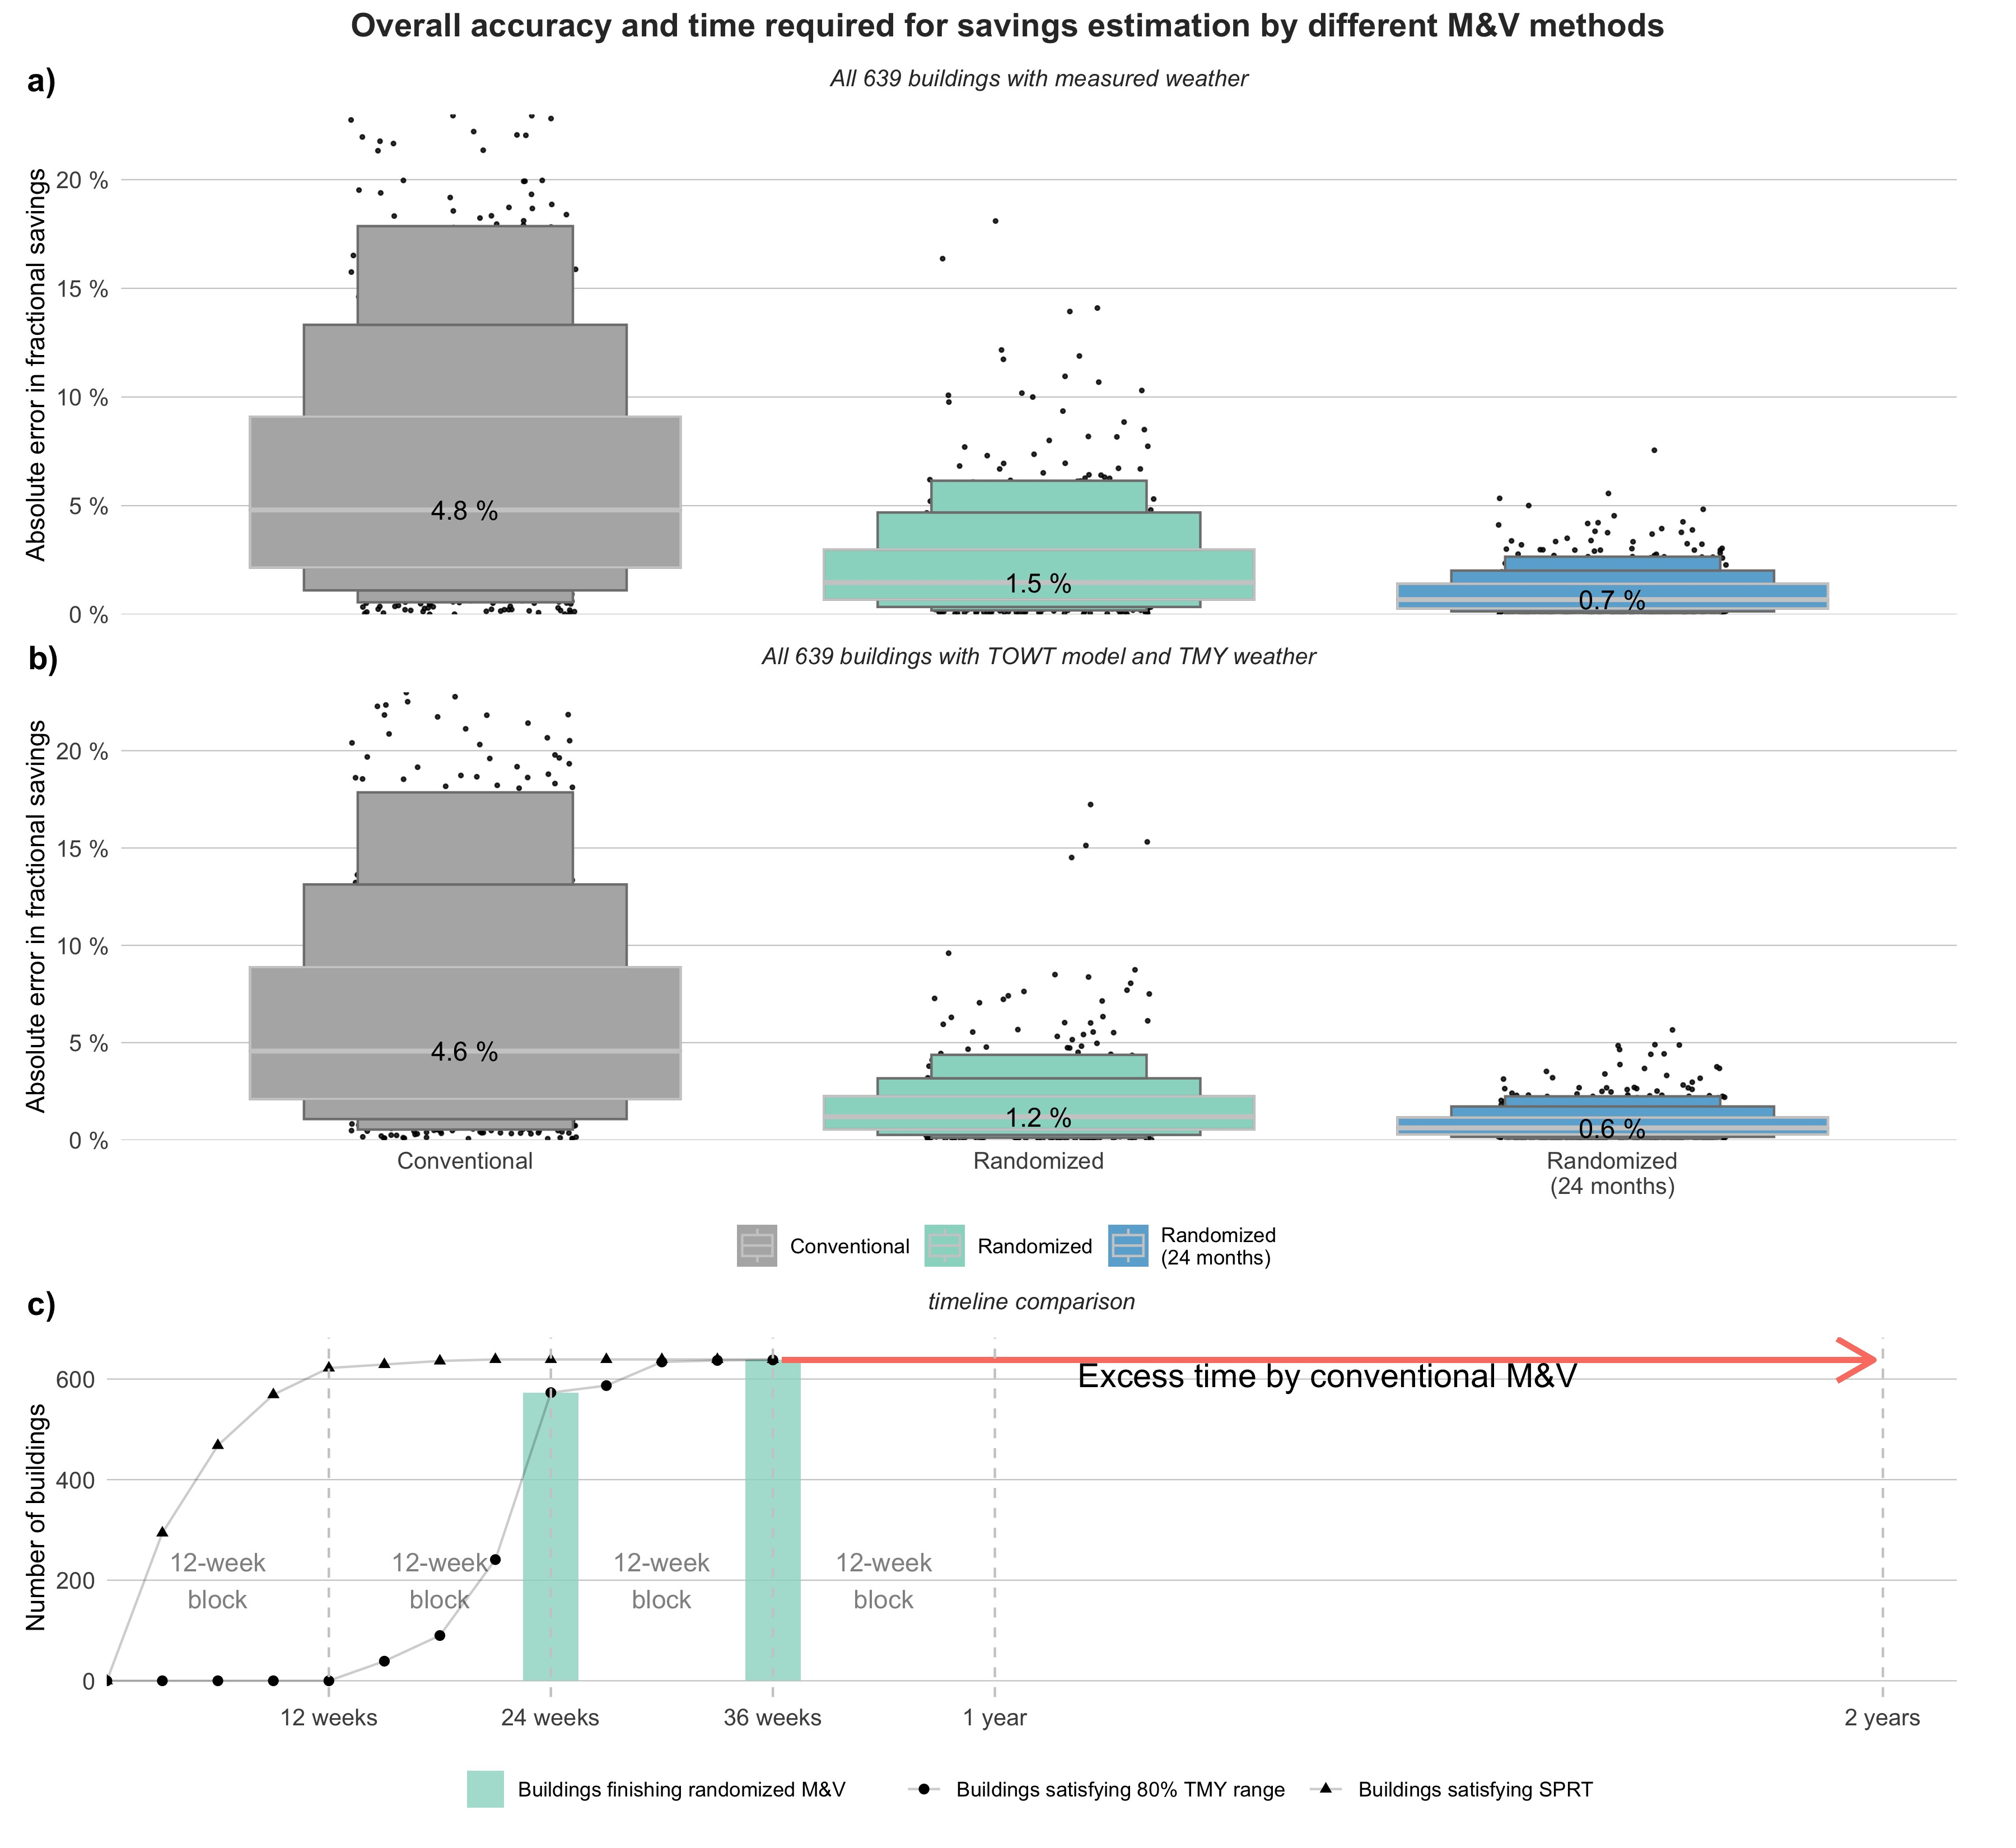 Overall accuracy and time required for savings estimation by different M&V methods
a)
All 639 buildings with measured weather
Absolute error in fractional savings
20 %
15 %
10 %
5 %
0 %
4.8 %
1.5 %
0.7 %
b)
All 639 buildings with TOWT model and TMY weather
Absolute error in fractional savings
20 %
15 %
10 %
5 %
0 %
4.6 %
1.2 %
0.6 %
Conventional
Randomized
Randomized
(24 months)
Conventional
Randomized
Randomized
(24 months)
c)
timeline comparison
Number of buildings
600
400
200
0
Excess time by conventional M&V
12-week
block
12-week
block
12-week
block
12-week
block
12 weeks
24 weeks
36 weeks
1 year
2 years
Buildings finishing randomized M&V
Buildings satisfying 80% TMY range
Buildings satisfying SPRT